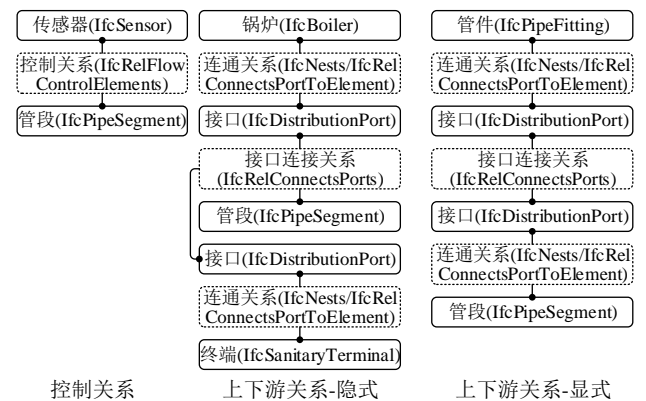 传感器(IfcSensor)
控制关系(IfcRelFlow
ControlElements)
管段(IfcPipeSegment)
控制关系
锅炉(IfcBoiler)
连通关系(IfcNests/IfcRel
ConnectsPortToElement)
接口(IfcDistributionPort)
接口连接关系
(IfcRelConnectsPorts)
管段(IfcPipeSegment)
接口(IfcDistributionPort)
连通关系(IfcNests/IfcRel
ConnectsPortToElement)
终端(IfcSanitaryTerminal)
上下游关系-隐式
管件(IfcPipeFitting)
连通关系(IfcNests/IfcRel
ConnectsPortToElement)
接口(IfcDistributionPort)
接口连接关系
(IfcRelConnectsPorts)
接口(IfcDistributionPort)
连通关系(IfcNests/IfcRel
ConnectsPortToElement)
管段(IfcPipeSegment)
上下游关系-显式